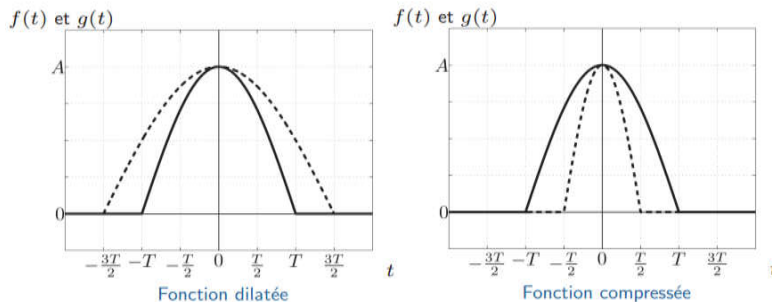 f(t) et g(t)
A
0
-3T/2 -T -T/2 0 T/2 T 3T/2
t
Fonction dilatée
f(t) et g(t)
A
0
-3T/2 -T -T/2 0 T/2 T 3T/2
Fonction compressée